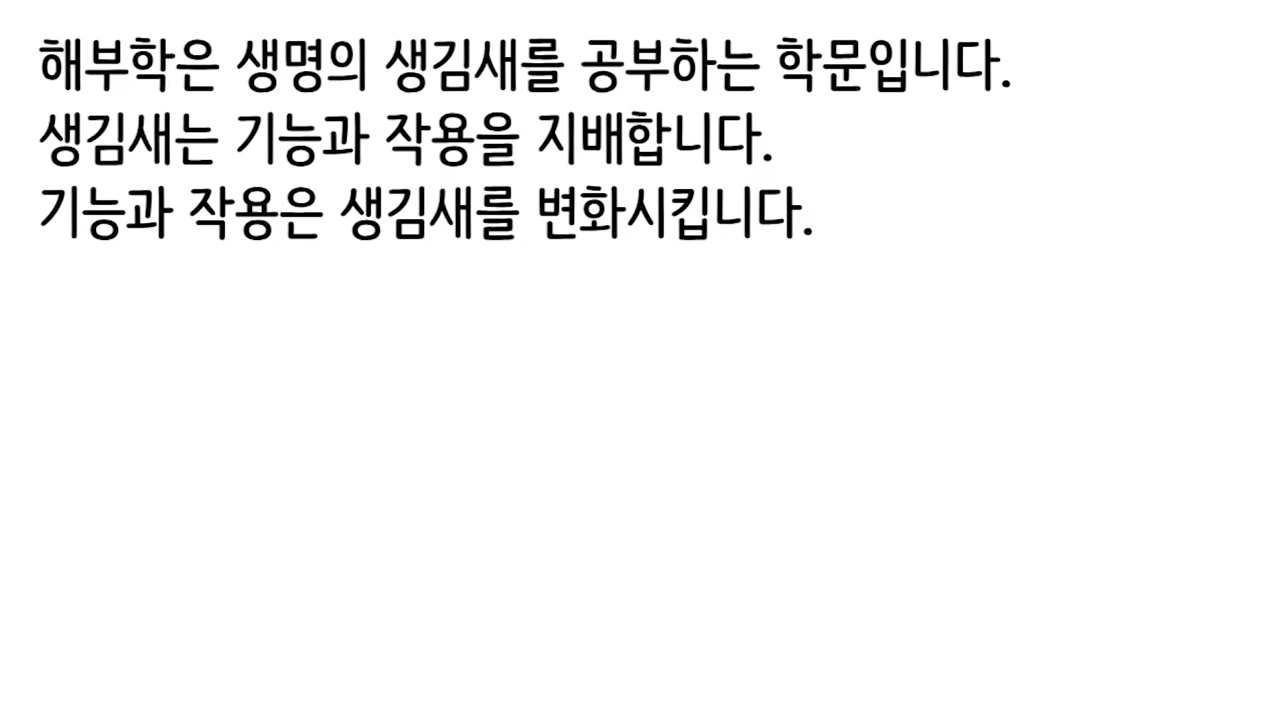 해부학은 생명의 생김새를 공부하는 학문입니다.
생김새는 기능과 작용을 지배합니다.
기능과 작용은 생김새를 변화시킵니다.